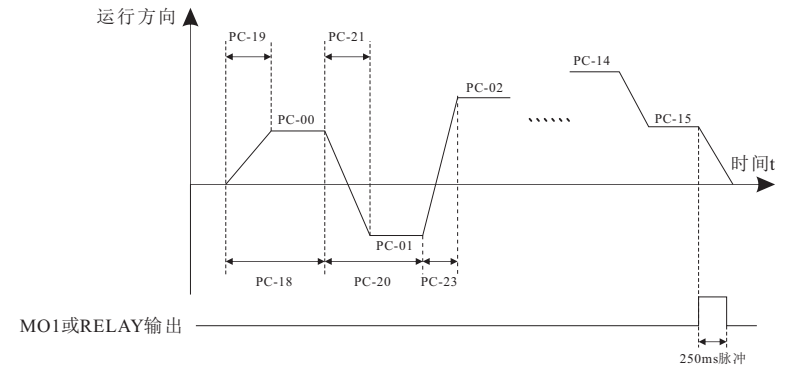 运行方向
PC-19
PC-21
PC-14
PC-02
PC-00
PC-15
时间t
PC-01
PC-18
PC-20
PC-23
MO1或RELAY输出
250ms脉冲